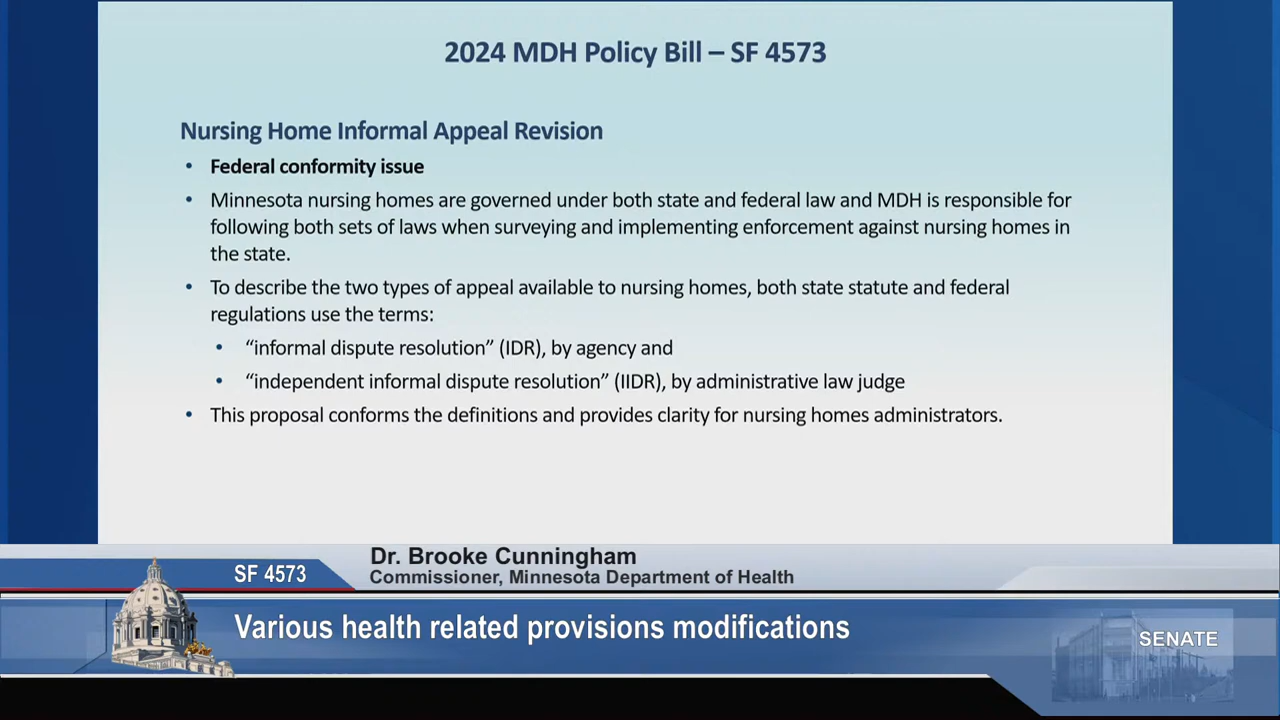 2024 MDH Policy Bill – SF 4573
Nursing Home Informal Appeal Revision
• Federal conformity issue
• Minnesota nursing homes are governed under both state and federal law and MDH is responsible for
following both sets of laws when surveying and implementing enforcement against nursing homes in
the state.
• To describe the two types of appeal available to nursing homes, both state statute and federal
regulations use the terms:
• “informal dispute resolution” (IDR), by agency and
• “independent informal dispute resolution” (IIDR), by administrative law judge
• This proposal conforms the definitions and provides clarity for nursing homes administrators.
Dr. Brooke Cunningham
SF 4573
Commissioner, Minnesota Department of Health
Various health related provisions modifications
SENATE